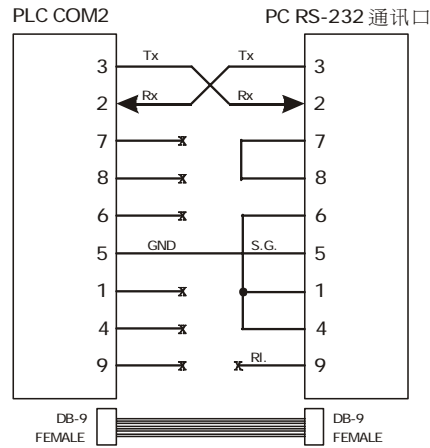 PLC COM2 PC RS-232 通讯口
3 Tx Tx 3
2 Rx Rx 2
7 7
8 8
6 6
5 GND S.G. 5
1 1
4 4
9 RI. 9
DB-9 DB-9
FEMALE FEMALE